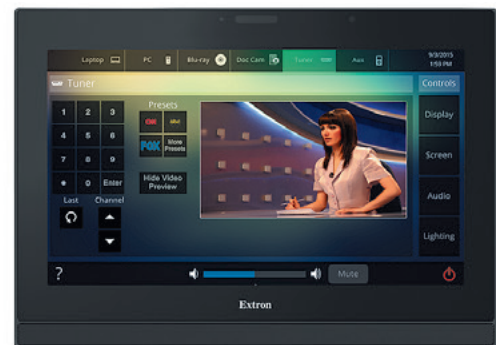 Laptop PC Blu-ray Doc Cam Tuner Aux 9/3/2015
1:59 PM
Tuner Controls
Presets
1 2 3
4 5 6
7 8 9
0 Enter
FOX More
Presets
Hide Video
Preview
Last Channel
Display
Screen
Audio
Lighting
? Mute
Extron